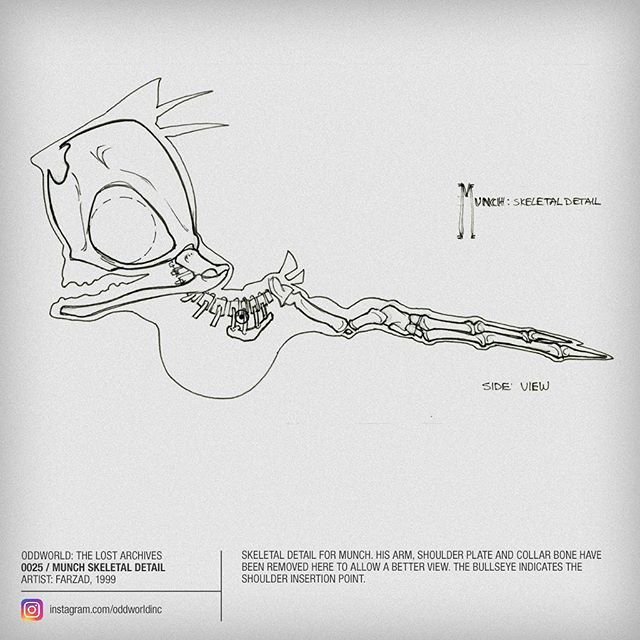 MUNCH: SKELETAL DETAIL
SIDE: VIEW
ODDWORLD: THE LOST ARCHIVES
0025 / MUNCH SKELETAL DETAIL
ARTIST: FARZAD, 1999
instagram.com/oddworldinc
SKELETAL DETAIL FOR MUNCH. HIS ARM, SHOULDER PLATE AND COLLAR BONE HAVE
BEEN REMOVED HERE TO ALLOW A BETTER VIEW. THE BULLSEYE INDICATES THE
SHOULDER INSERTION POINT.